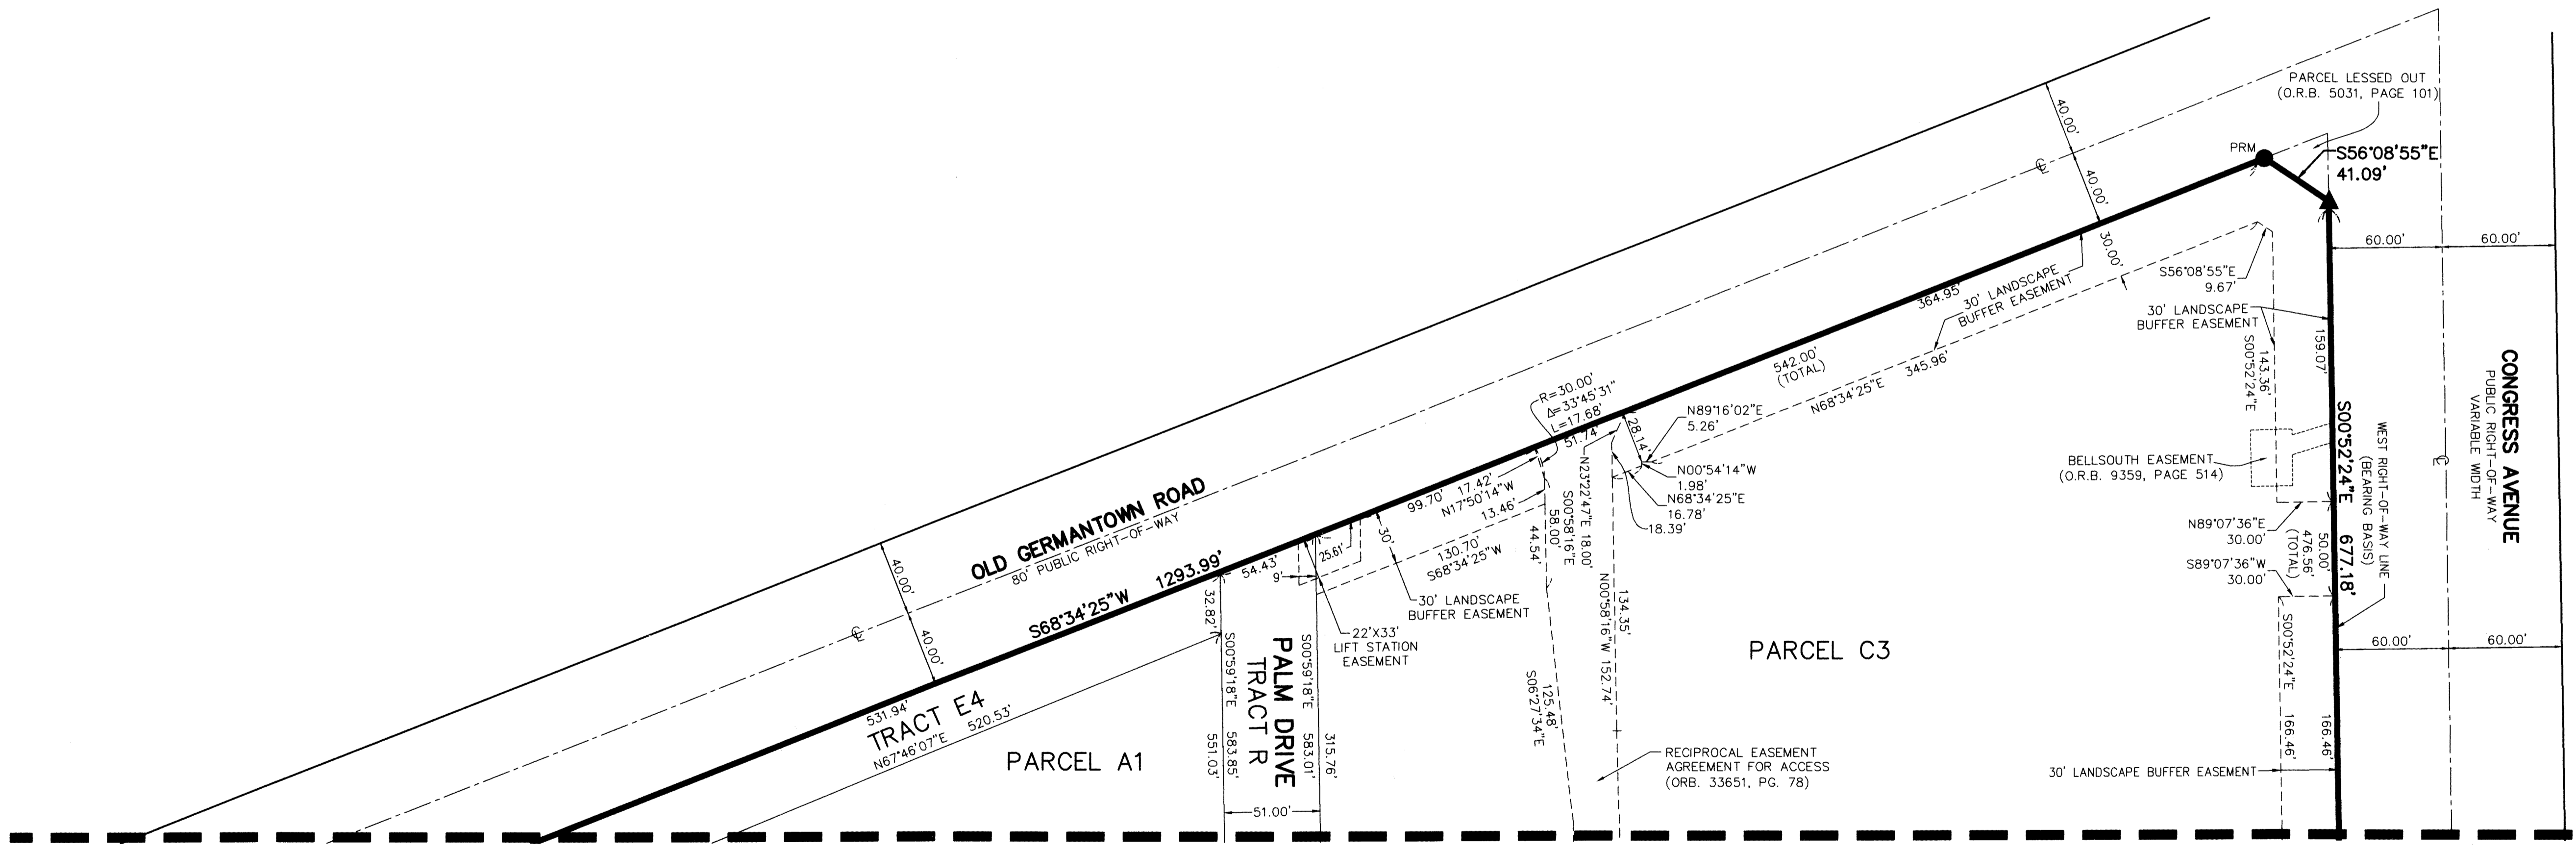 PARCEL LESSED OUT
(O.R.B. 5031, PAGE 101)
PRM
S56°08'55"E
41.09'
40.00'
40.00'
℄
30.00'
60.00'
60.00'
S56°08'55"E
9.67'
30' LANDSCAPE
BUFFER EASEMENT
143.36'
S00°52'24"E
159.07'
30' LANDSCAPE
BUFFER EASEMENT
364.95'
542.00'
(TOTAL)
N68°34'25"E 345.96'
CONGRESS AVENUE
PUBLIC RIGHT-OF-WAY
VARIABLE WIDTH
℄
WEST RIGHT-OF-WAY LINE
(BEARING BASIS)
S00°52'24"E 677.18'
BELLSOUTH EASEMENT
(O.R.B. 9359, PAGE 514)
N89°07'36"E
30.00'
50.00'
476.56'
(TOTAL)
S89°07'36"W
30.00'
R=30.00'
Δ=33°45'31"
L=17.68'
51.74'
N89°16'02"E
5.26'
28.14'
N00°54'14"W
1.98'
N68°34'25"E
16.78'
18.39'
N23°22'47"E 18.00'
99.70'
17.42'
N17°50'14"W
13.46'
S00°58'16"E
58.00'
44.54'
134.35'
N00°58'16"W 152.74'
125.48'
S06°27'34"E
130.70'
S68°34'25"W
30'
30' LANDSCAPE
BUFFER EASEMENT
25.61'
9'
54.43'
22'X33'
LIFT STATION
EASEMENT
OLD GERMANTOWN ROAD
80' PUBLIC RIGHT-OF-WAY
40.00'
40.00'
℄
S68°34'25"W 1293.99'
32.82'
S00°59'18"E 583.85'
551.03'
PALM DRIVE
TRACT R
S00°59'18"E 583.01'
315.76'
51.00'
531.94'
TRACT E4
N67°46'07"E 520.53'
PARCEL A1
PARCEL C3
RECIPROCAL EASEMENT
AGREEMENT FOR ACCESS
(ORB. 33651, PG. 78)
60.00'
60.00'
S00°52'24"E
166.46'
166.46'
30' LANDSCAPE BUFFER EASEMENT